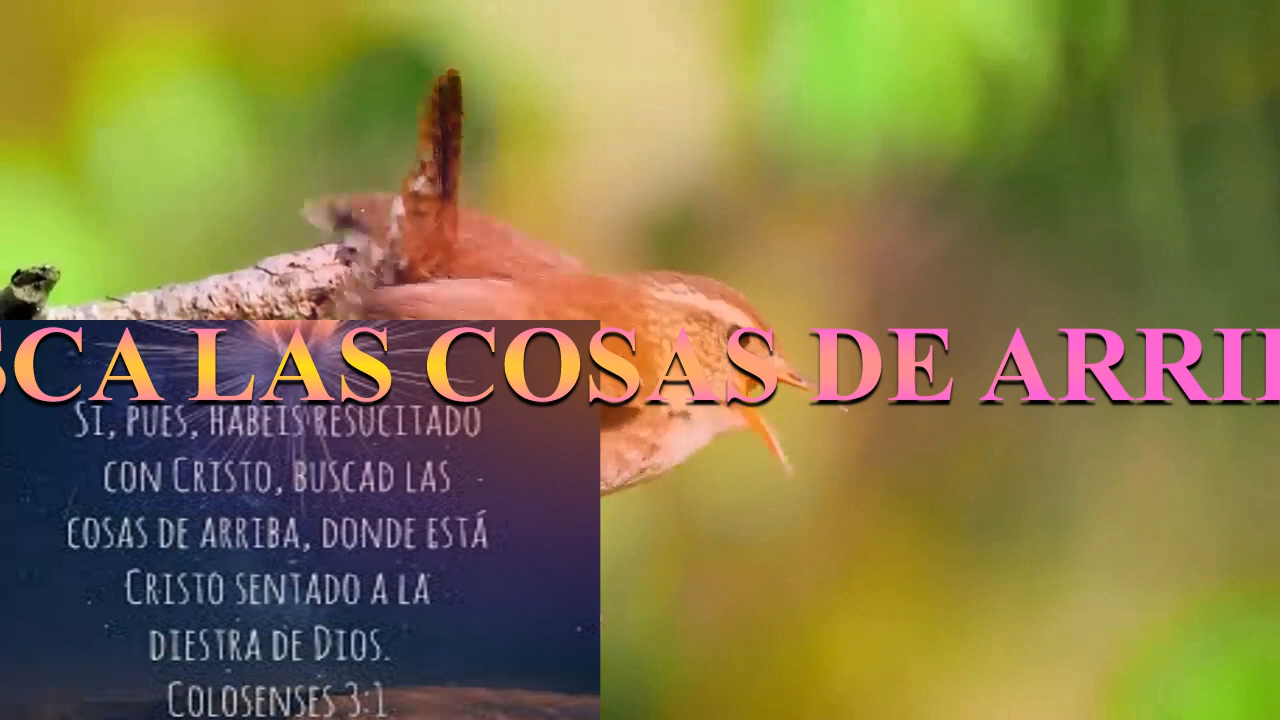 SCA LAS COSAS DE ARRI
SI, PUES, HABÉIS RESUCITADO
CON CRISTO, BUSCAD LAS
COSAS DE ARRIBA, DONDE ESTÁ
CRISTO SENTADO A LA
DIESTRA DE DIOS.
COLOSENSES 3:1